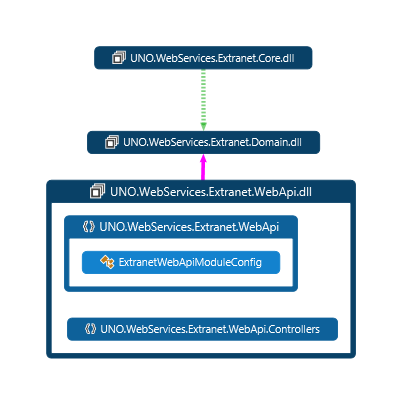 UNO.WebServices.Extranet.Core.dll
UNO.WebServices.Extranet.Domain.dll
UNO.WebServices.Extranet.WebApi.dll
UNO.WebServices.Extranet.WebApi
ExtranetWebApiModuleConfig
UNO.WebServices.Extranet.WebApi.Controllers